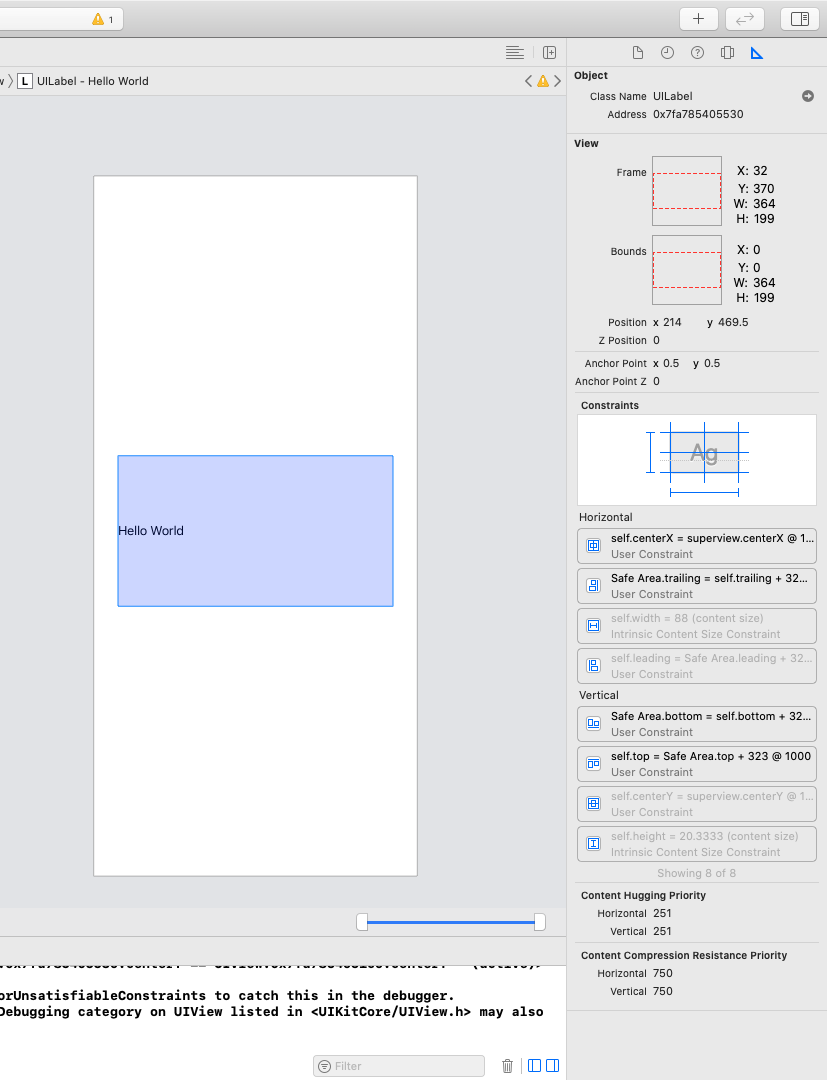 1
L UILabel - Hello World
Object
Class Name UILabel
Address 0x7fa785405530
View
Frame
X: 32
Y: 370
W: 364
H: 199
Bounds
X: 0
Y: 0
W: 364
H: 199
Position x 214 y 469.5
Z Position 0
Anchor Point x 0.5 y 0.5
Anchor Point Z 0
Constraints
Ag
Horizontal
self.centerX = superview.centerX @ 1...
User Constraint
Safe Area.trailing = self.trailing + 32...
User Constraint
self.width = 88 (content size)
Intrinsic Content Size Constraint
self.leading = Safe Area.leading + 32...
User Constraint
Vertical
Safe Area.bottom = self.bottom + 32...
User Constraint
self.top = Safe Area.top + 323 @ 1000
User Constraint
self.centerY = superview.centerY @ 1...
User Constraint
self.height = 20.3333 (content size)
Intrinsic Content Size Constraint
Showing 8 of 8
Content Hugging Priority
Horizontal 251
Vertical 251
Content Compression Resistance Priority
Horizontal 750
Vertical 750
Hello World
orUnsatisfiableConstraints to catch this in the debugger.
Debugging category on UIView listed in <UIKitCore/UIView.h> may also
Filter